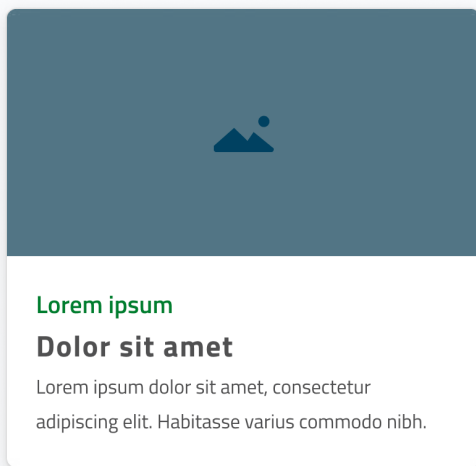 Lorem ipsum
Dolor sit amet
Lorem ipsum dolor sit amet, consectetur
adipiscing elit. Habitasse varius commodo nibh.